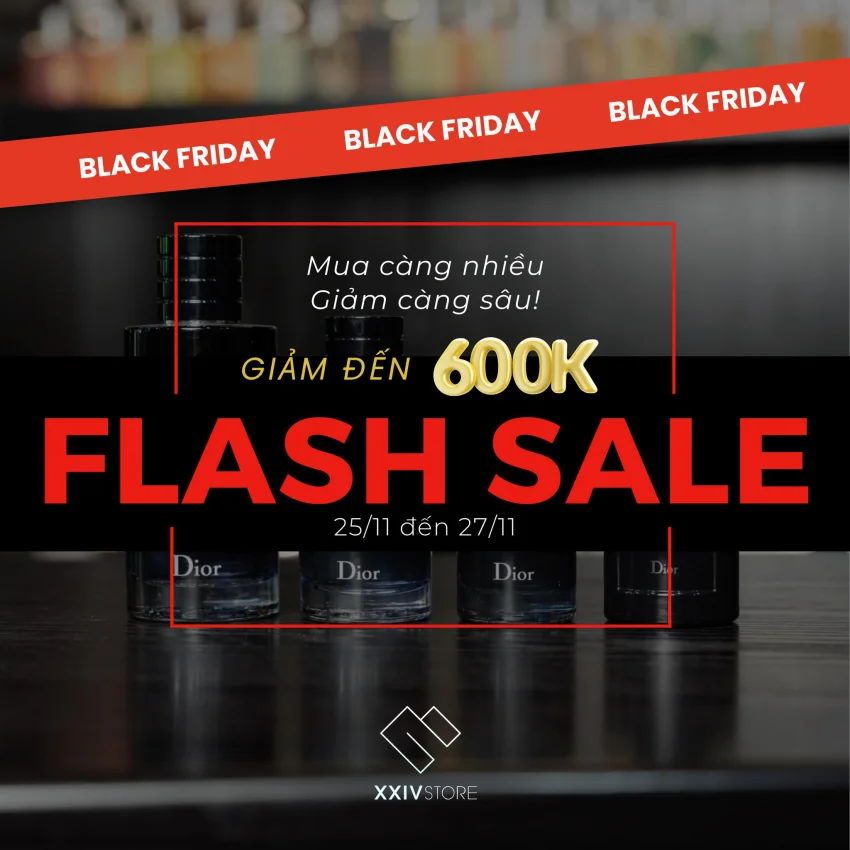 BLACK FRIDAY BLACK FRIDAY BLACK FRIDAY
Mua càng nhiều
Giảm càng sâu!
GIẢM ĐẾN 600K
FLASH SALE
25/11 đến 27/11
Dior Dior Dior Dior
XXIVSTORE